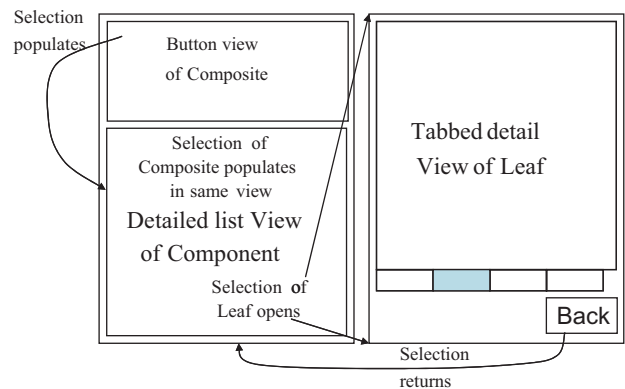 Selection
populates
Button view
of Composite
Selection of
Composite populates
in same view
Detailed list View
of Component
Selection of
Leaf opens
Tabbed detail
View of Leaf
Back
Selection
returns